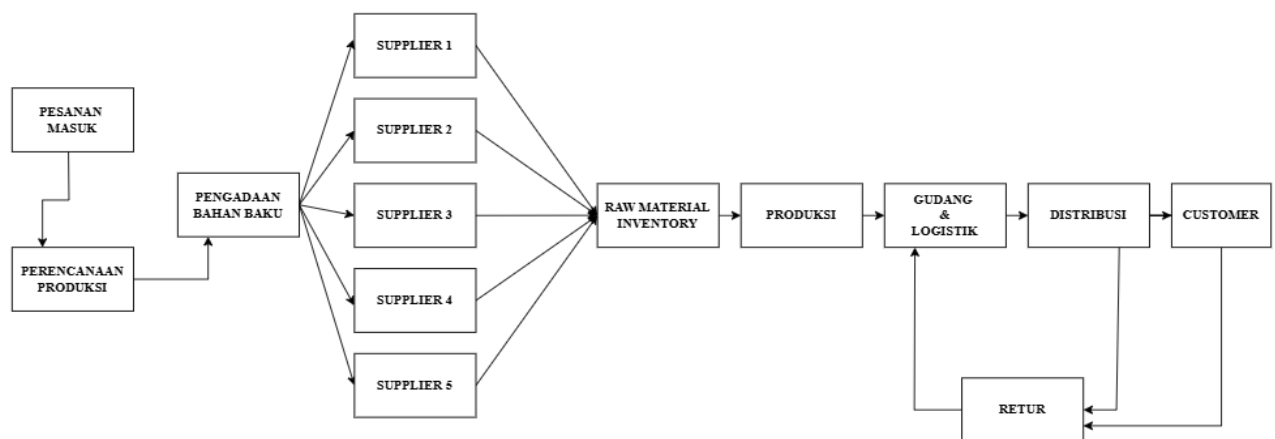 PESANAN
MASUK
PERENCANAAN
PRODUKSI
PENGADAAN
BAHAN BAKU
SUPPLIER 1
SUPPLIER 2
SUPPLIER 3
SUPPLIER 4
SUPPLIER 5
RAW MATERIAL
INVENTORY
PRODUKSI
GUDANG
&
LOGISTIK
DISTRIBUSI
CUSTOMER
RETUR